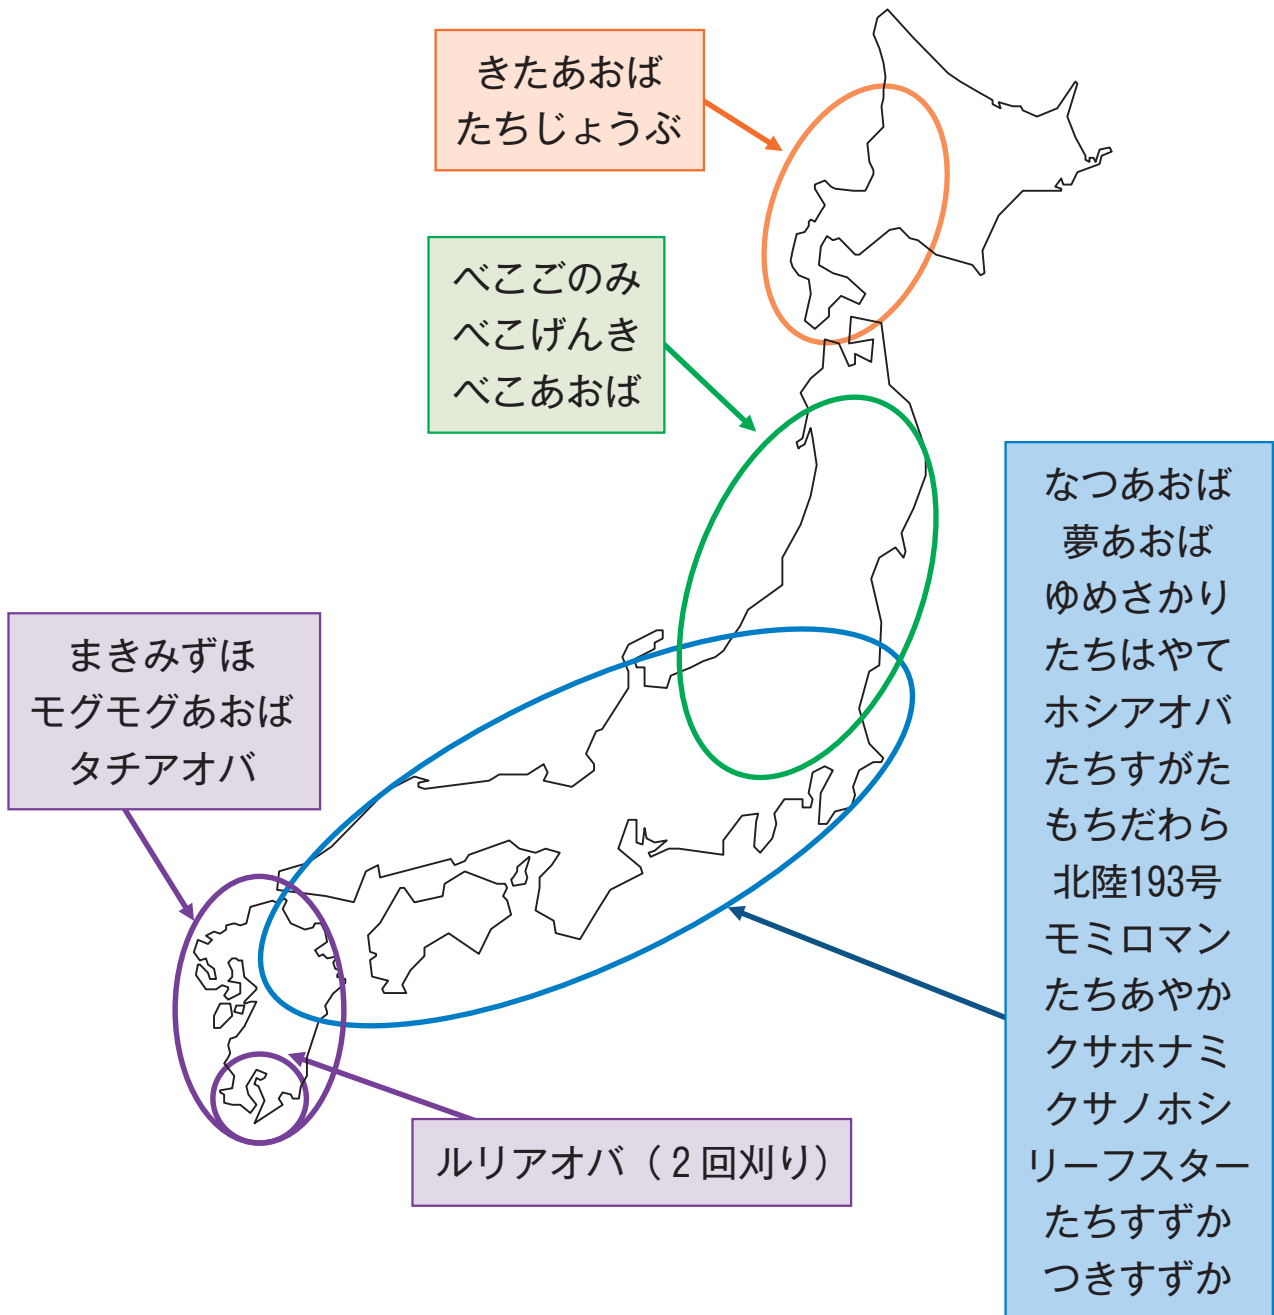 きたあおば
たちじょうぶ
べこごのみ
べこげんき
べこあおば
なつあおば
夢あおば
ゆめさかり
たちはやて
ホシアオバ
たちすがた
もちだわら
北陸193号
モミロマン
たちあやか
クサホナミ
クサノホシ
リーフスター
たちすずか
つきすずか
まきみずほ
モグモグあおば
タチアオバ
ルリアオバ（２回刈り）